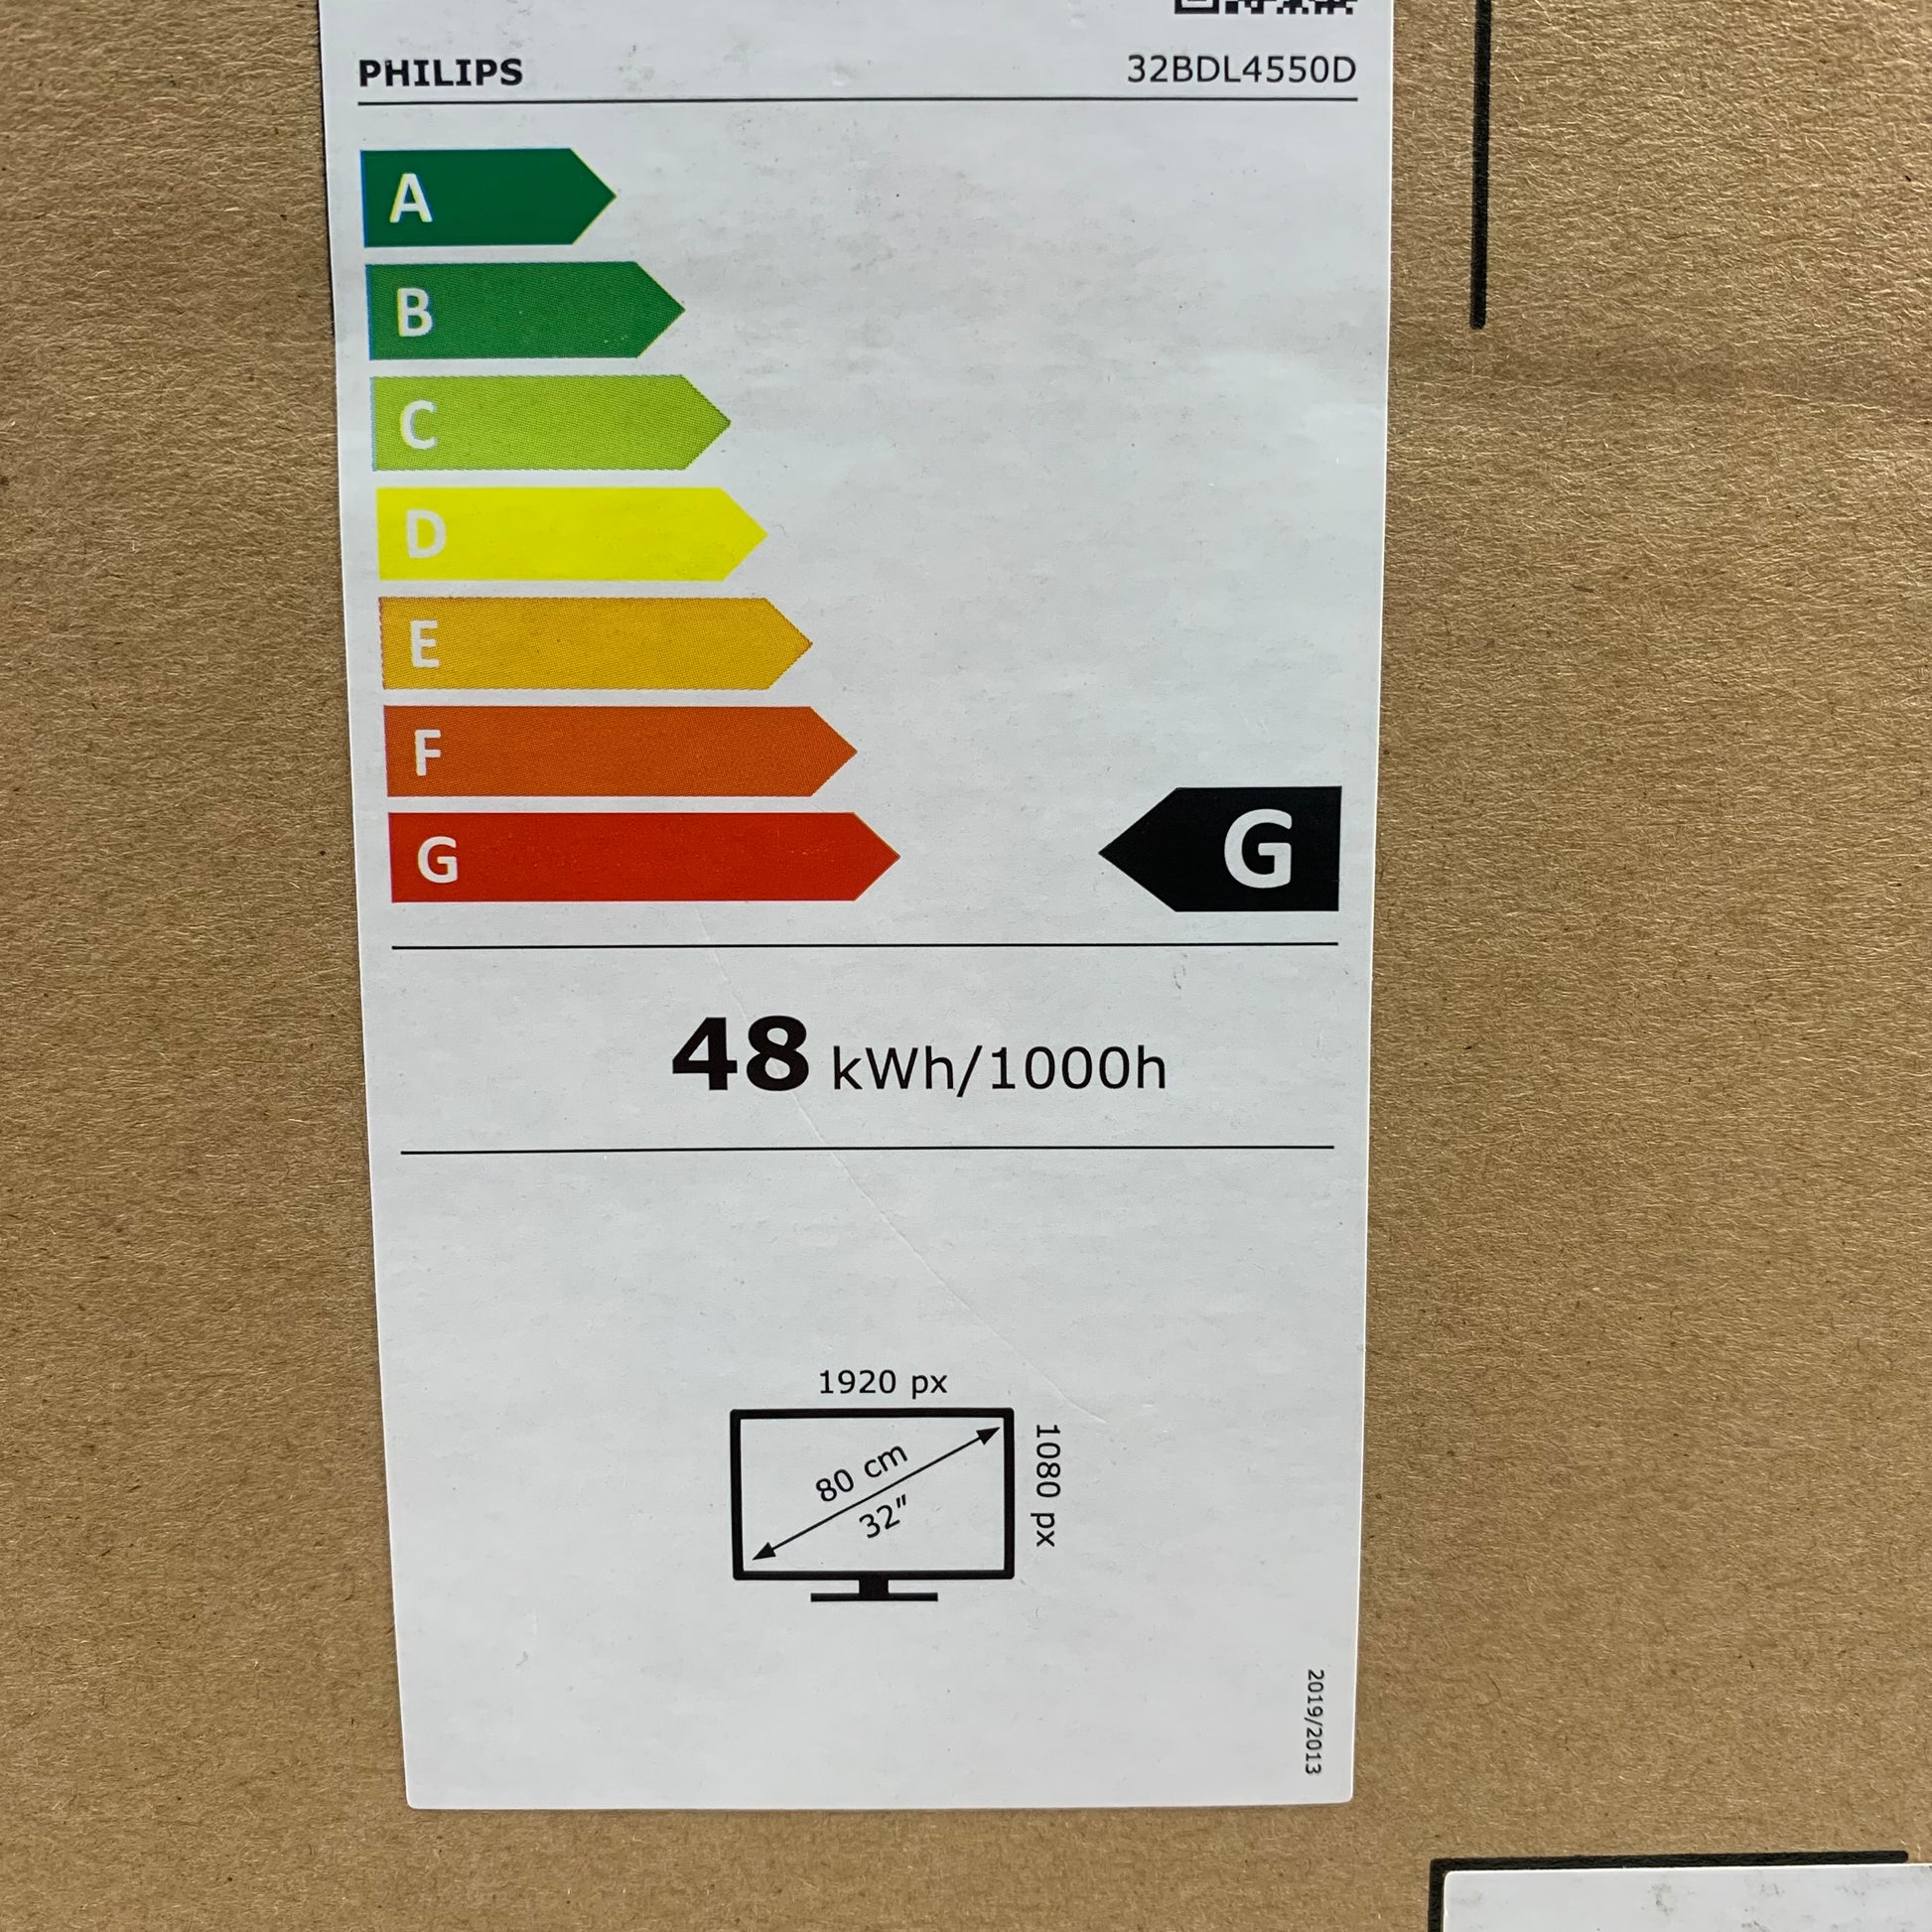 PHILIPS 32BDL4550D
A
B
C
D
E
F
G G
48 kWh/1000h
1920 px
80 cm
32"
1080 px
2019/2013